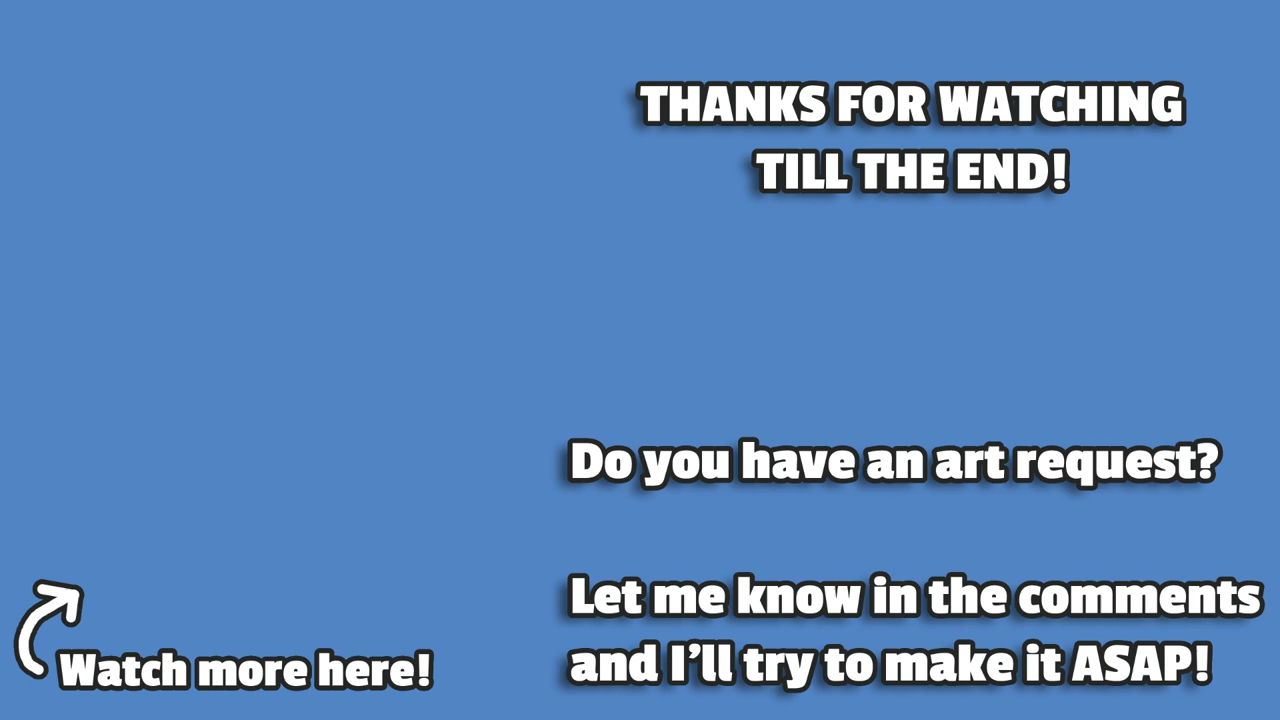 THANKS FOR WATCHING
TILL THE END!
Do you have an art request?
Let me know in the comments
and I'll try to make it ASAP!
Watch more here!